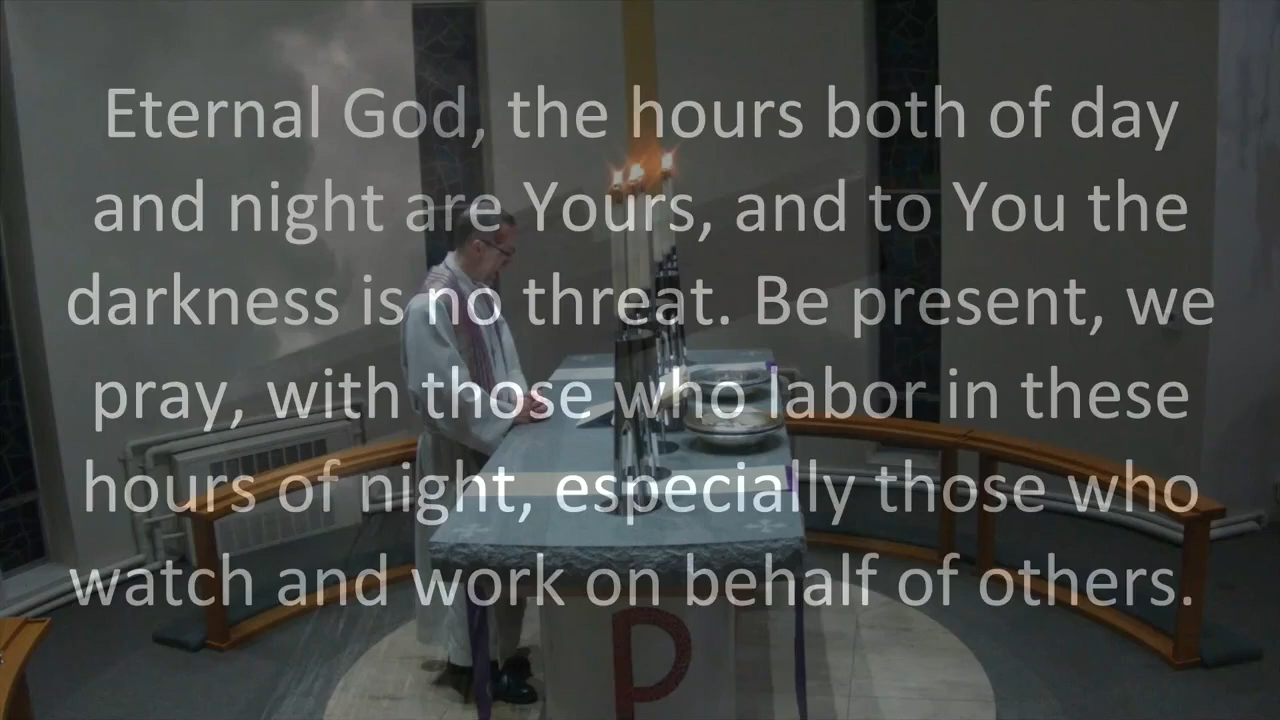 Eternal God, the hours both of day
and night are Yours, and to You the
darkness is no threat. Be present, we
pray, with those who labor in these
hours of night, especially those who
watch and work on behalf of others.
P